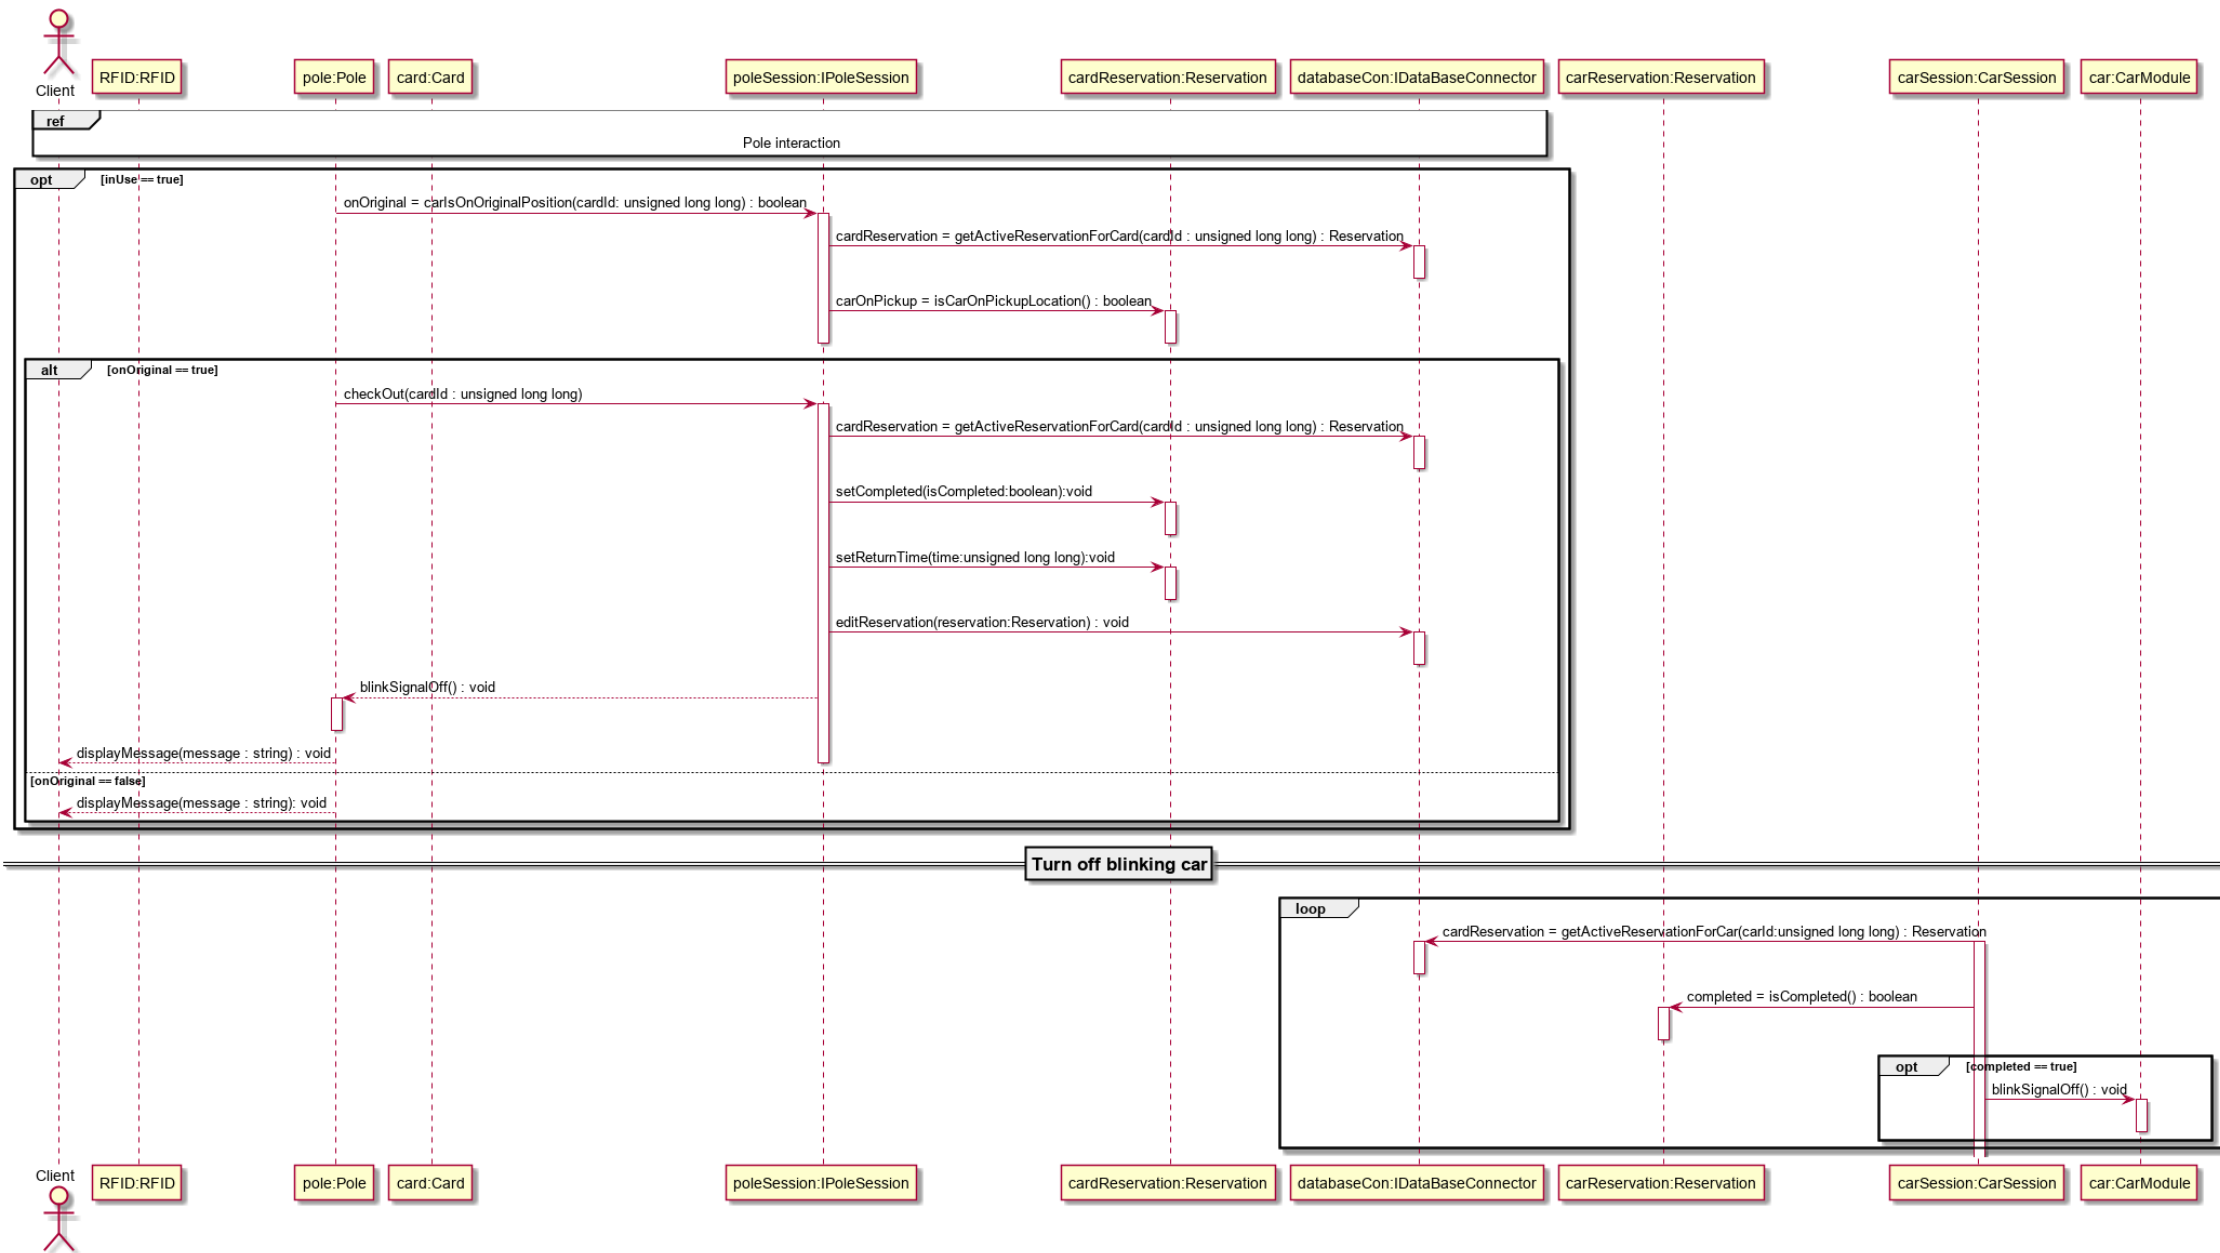 Client
RFID:RFID
pole:Pole
card:Card
poleSession:IPoleSession
cardReservation:Reservation
databaseCon:IDataBaseConnector
carReservation:Reservation
carSession:CarSession
car:CarModule
ref
Pole interaction
opt [inUse == true]
onOriginal = carIsOnOriginalPosition(cardId: unsigned long long) : boolean
cardReservation = getActiveReservationForCard(cardId : unsigned long long) : Reservation
carOnPickup = isCarOnPickupLocation() : boolean
alt [onOriginal == true]
checkOut(cardId : unsigned long long)
cardReservation = getActiveReservationForCard(cardId : unsigned long long) : Reservation
setCompleted(isCompleted:boolean):void
setReturnTime(time:unsigned long long):void
editReservation(reservation:Reservation) : void
blinkSignalOff() : void
displayMessage(message : string) : void
[onOriginal == false]
displayMessage(message : string): void
Turn off blinking car
loop
cardReservation = getActiveReservationForCar(carId:unsigned long long) : Reservation
completed = isCompleted() : boolean
opt [completed == true]
blinkSignalOff() : void
Client
RFID:RFID
pole:Pole
card:Card
poleSession:IPoleSession
cardReservation:Reservation
databaseCon:IDataBaseConnector
carReservation:Reservation
carSession:CarSession
car:CarModule